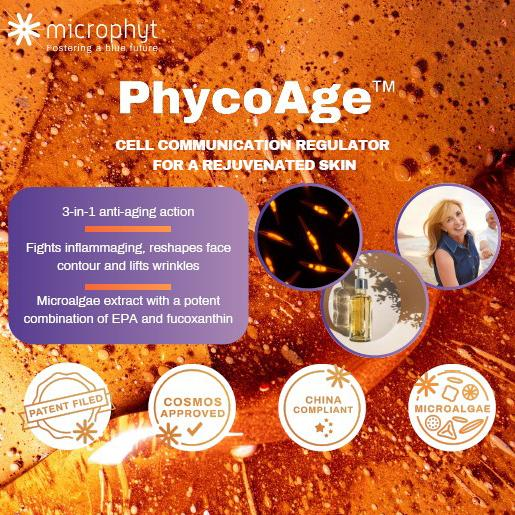 microphyt
Fostering a blue future
PhycoAge™
CELL COMMUNICATION REGULATOR
FOR A REJUVENATED SKIN
3-in-1 anti-aging action
Fights inflammaging, reshapes face
contour and lifts wrinkles
Microalgae extract with a potent
combination of EPA and fucoxanthin
PATENT FILED
COSMOS
APPROVED
CHINA
COMPLIANT
MICROALGAE